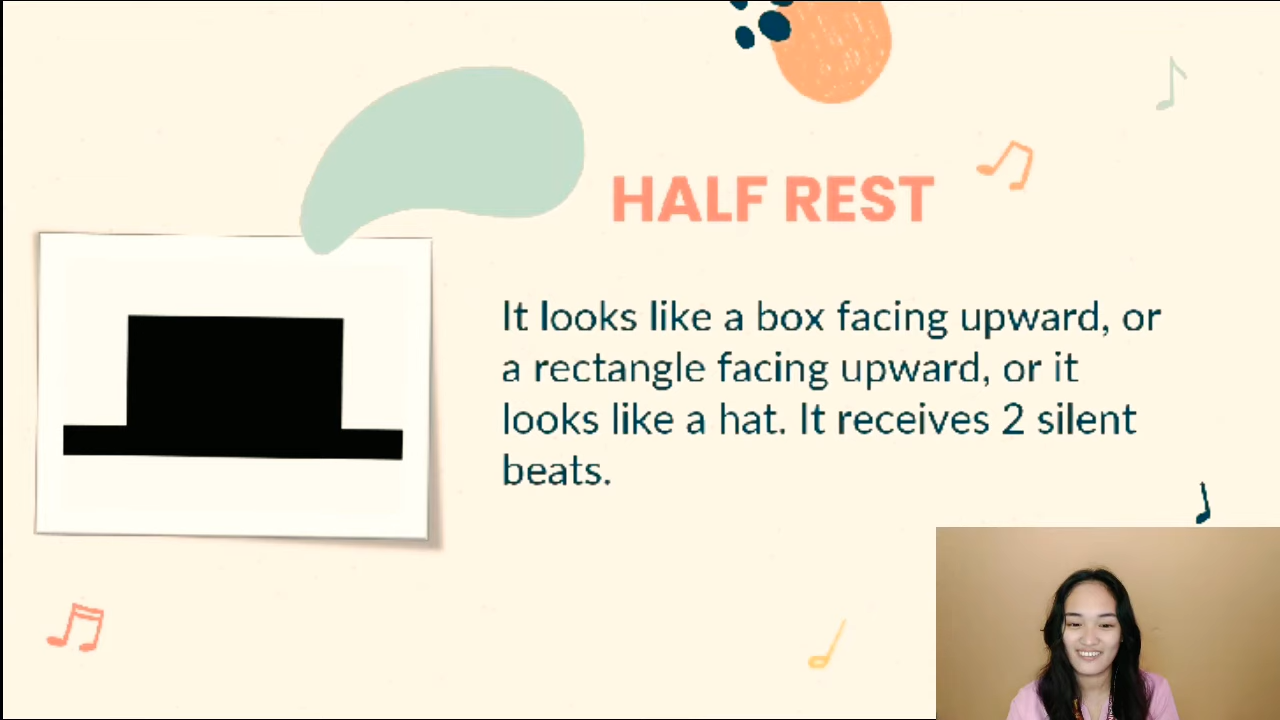 HALF REST
It looks like a box facing upward, or
a rectangle facing upward, or it
looks like a hat. It receives 2 silent
beats.